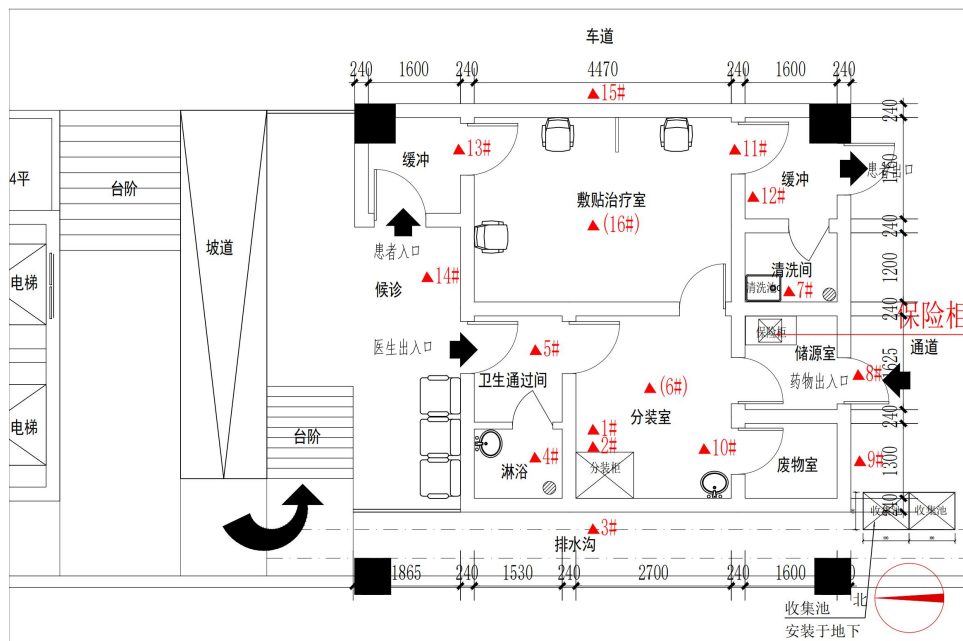 车道
240
1600
240
4470
240
1600
240
▲15#
240
缓冲
▲13#
▲11#
缓冲
患者出口
台阶
4平
敷贴治疗室
▲12#
▲(16#)
240
坡道
患者入口
电梯
候诊
▲14#
清洗间
清洗池
▲7#
1200
240
保险柜
保险柜
医生出入口
▲5#
储源室
通道
卫生通过间
▲(6#)
药物出入口
▲8#
1625
分装室
240
电梯
台阶
▲1#
▲2#
▲10#
淋浴
▲4#
分装柜
废物室
▲9#
1300
240
收集池
收集池
▲3#
排水沟
1865
240
1530
240
2700
240
1600
北
收集池
安装于地下